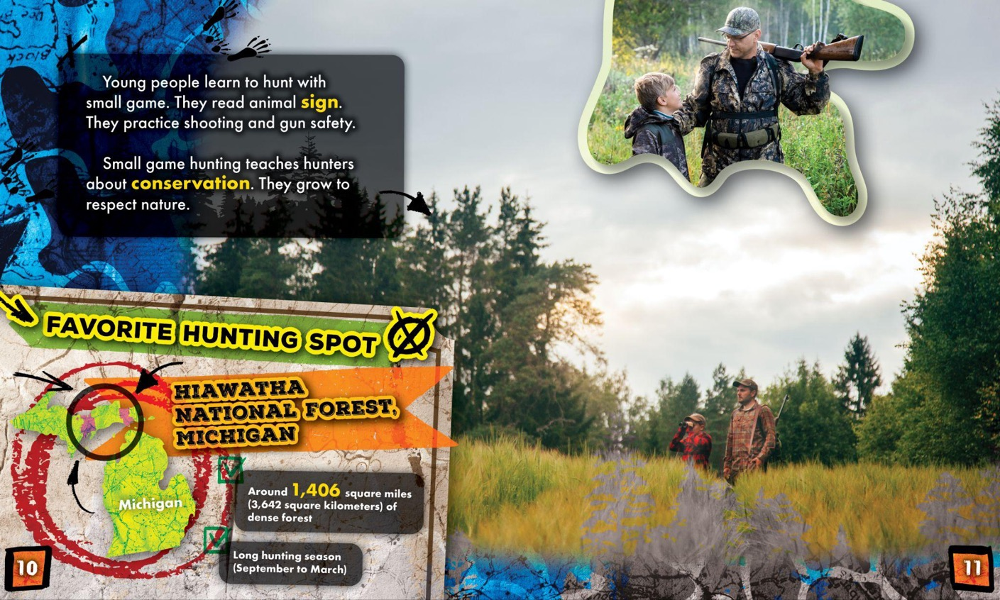 Young people learn to hunt with
small game. They read animal sign.
They practice shooting and gun safety.
Small game hunting teaches hunters
about conservation. They grow to
respect nature.
FAVORITE HUNTING SPOT
HIAWATHA
NATIONAL FOREST,
MICHIGAN
Michigan
Around 1,406 square miles
(3,642 square kilometers) of
dense forest
Long hunting season
(September to March)
10
11